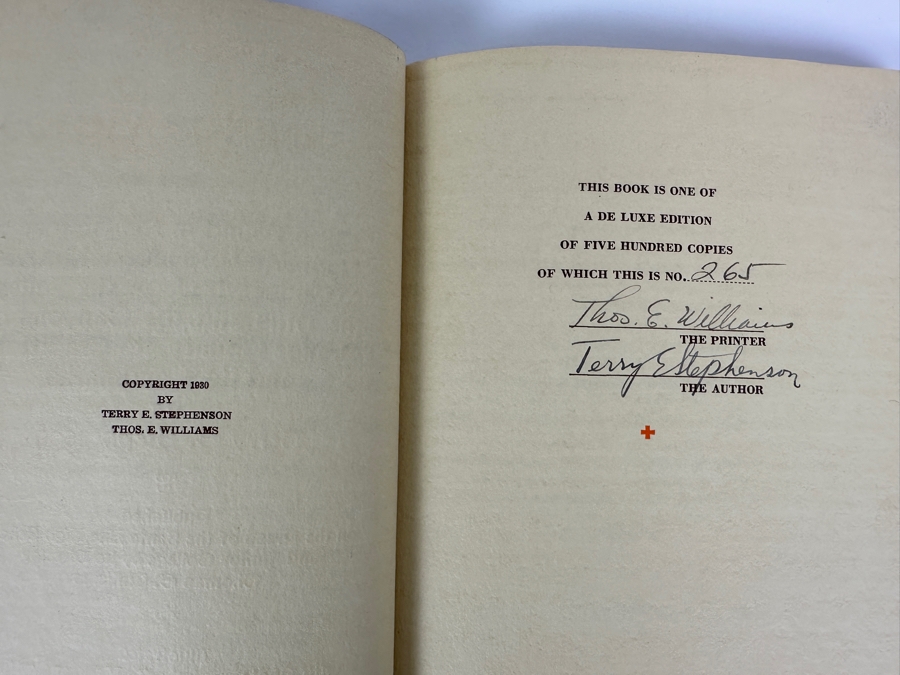 COPYRIGHT 1930
BY
TERRY E. STEPHENSON
THOS. E. WILLIAMS
THIS BOOK IS ONE OF
A DE LUXE EDITION
OF FIVE HUNDRED COPIES
OF WHICH THIS IS NO. 265
Thos. E. Williams
THE PRINTER
Terry E Stephenson
THE AUTHOR